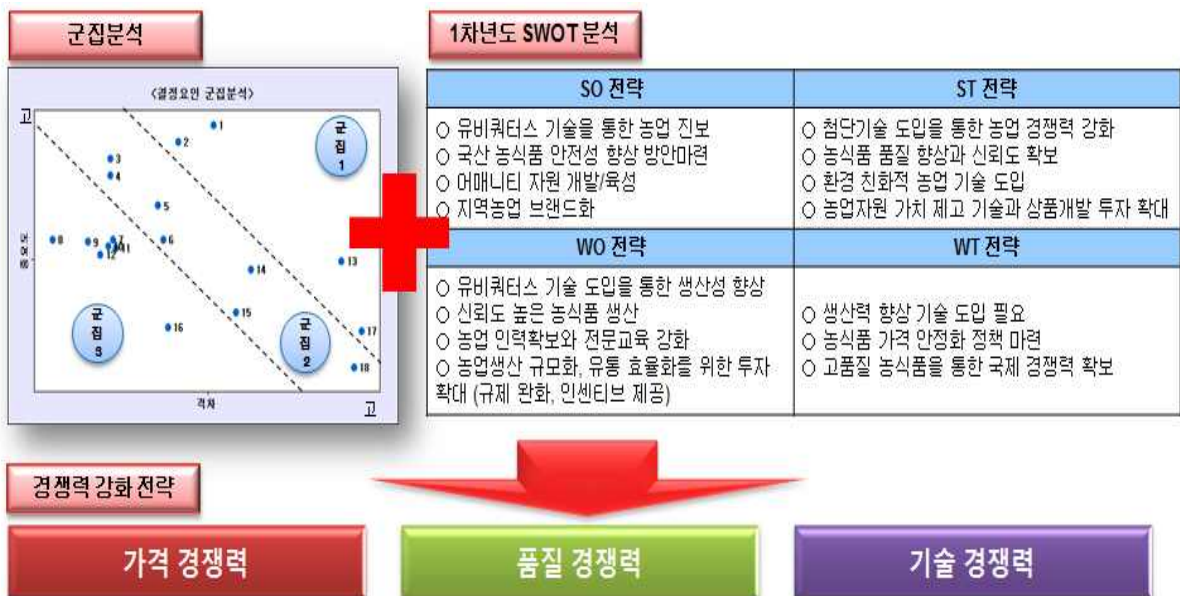 군집분석
<결정요인 군집분석>
고
1
2
3
4
5
6
7
8
9
11
12
13
14
15
16
17
18
군집1
군집2
군집3
중요도
격차
고
1차년도 SWOT 분석
SO 전략
○ 유비쿼터스 기술을 통한 농업 진보
○ 국산 농식품 안전성 향상 방안마련
○ 어매니티 자원 개발/육성
○ 지역농업 브랜드화
ST 전략
○ 첨단기술 도입을 통한 농업 경쟁력 강화
○ 농식품 품질 향상과 신뢰도 확보
○ 환경 친화적 농업 기술 도입
○ 농업자원 가치 제고 기술과 상품개발 투자 확대
WO 전략
○ 유비쿼터스 기술 도입을 통한 생산성 향상
○ 신뢰도 높은 농식품 생산
○ 농업 인력확보와 전문교육 강화
○ 농업생산 규모화, 유통 효율화를 위한 투자
확대 (규제 완화, 인센티브 제공)
WT 전략
○ 생산력 향상 기술 도입 필요
○ 농식품 가격 안정화 정책 마련
○ 고품질 농식품을 통한 국제 경쟁력 확보
경쟁력 강화 전략
가격 경쟁력
품질 경쟁력
기술 경쟁력